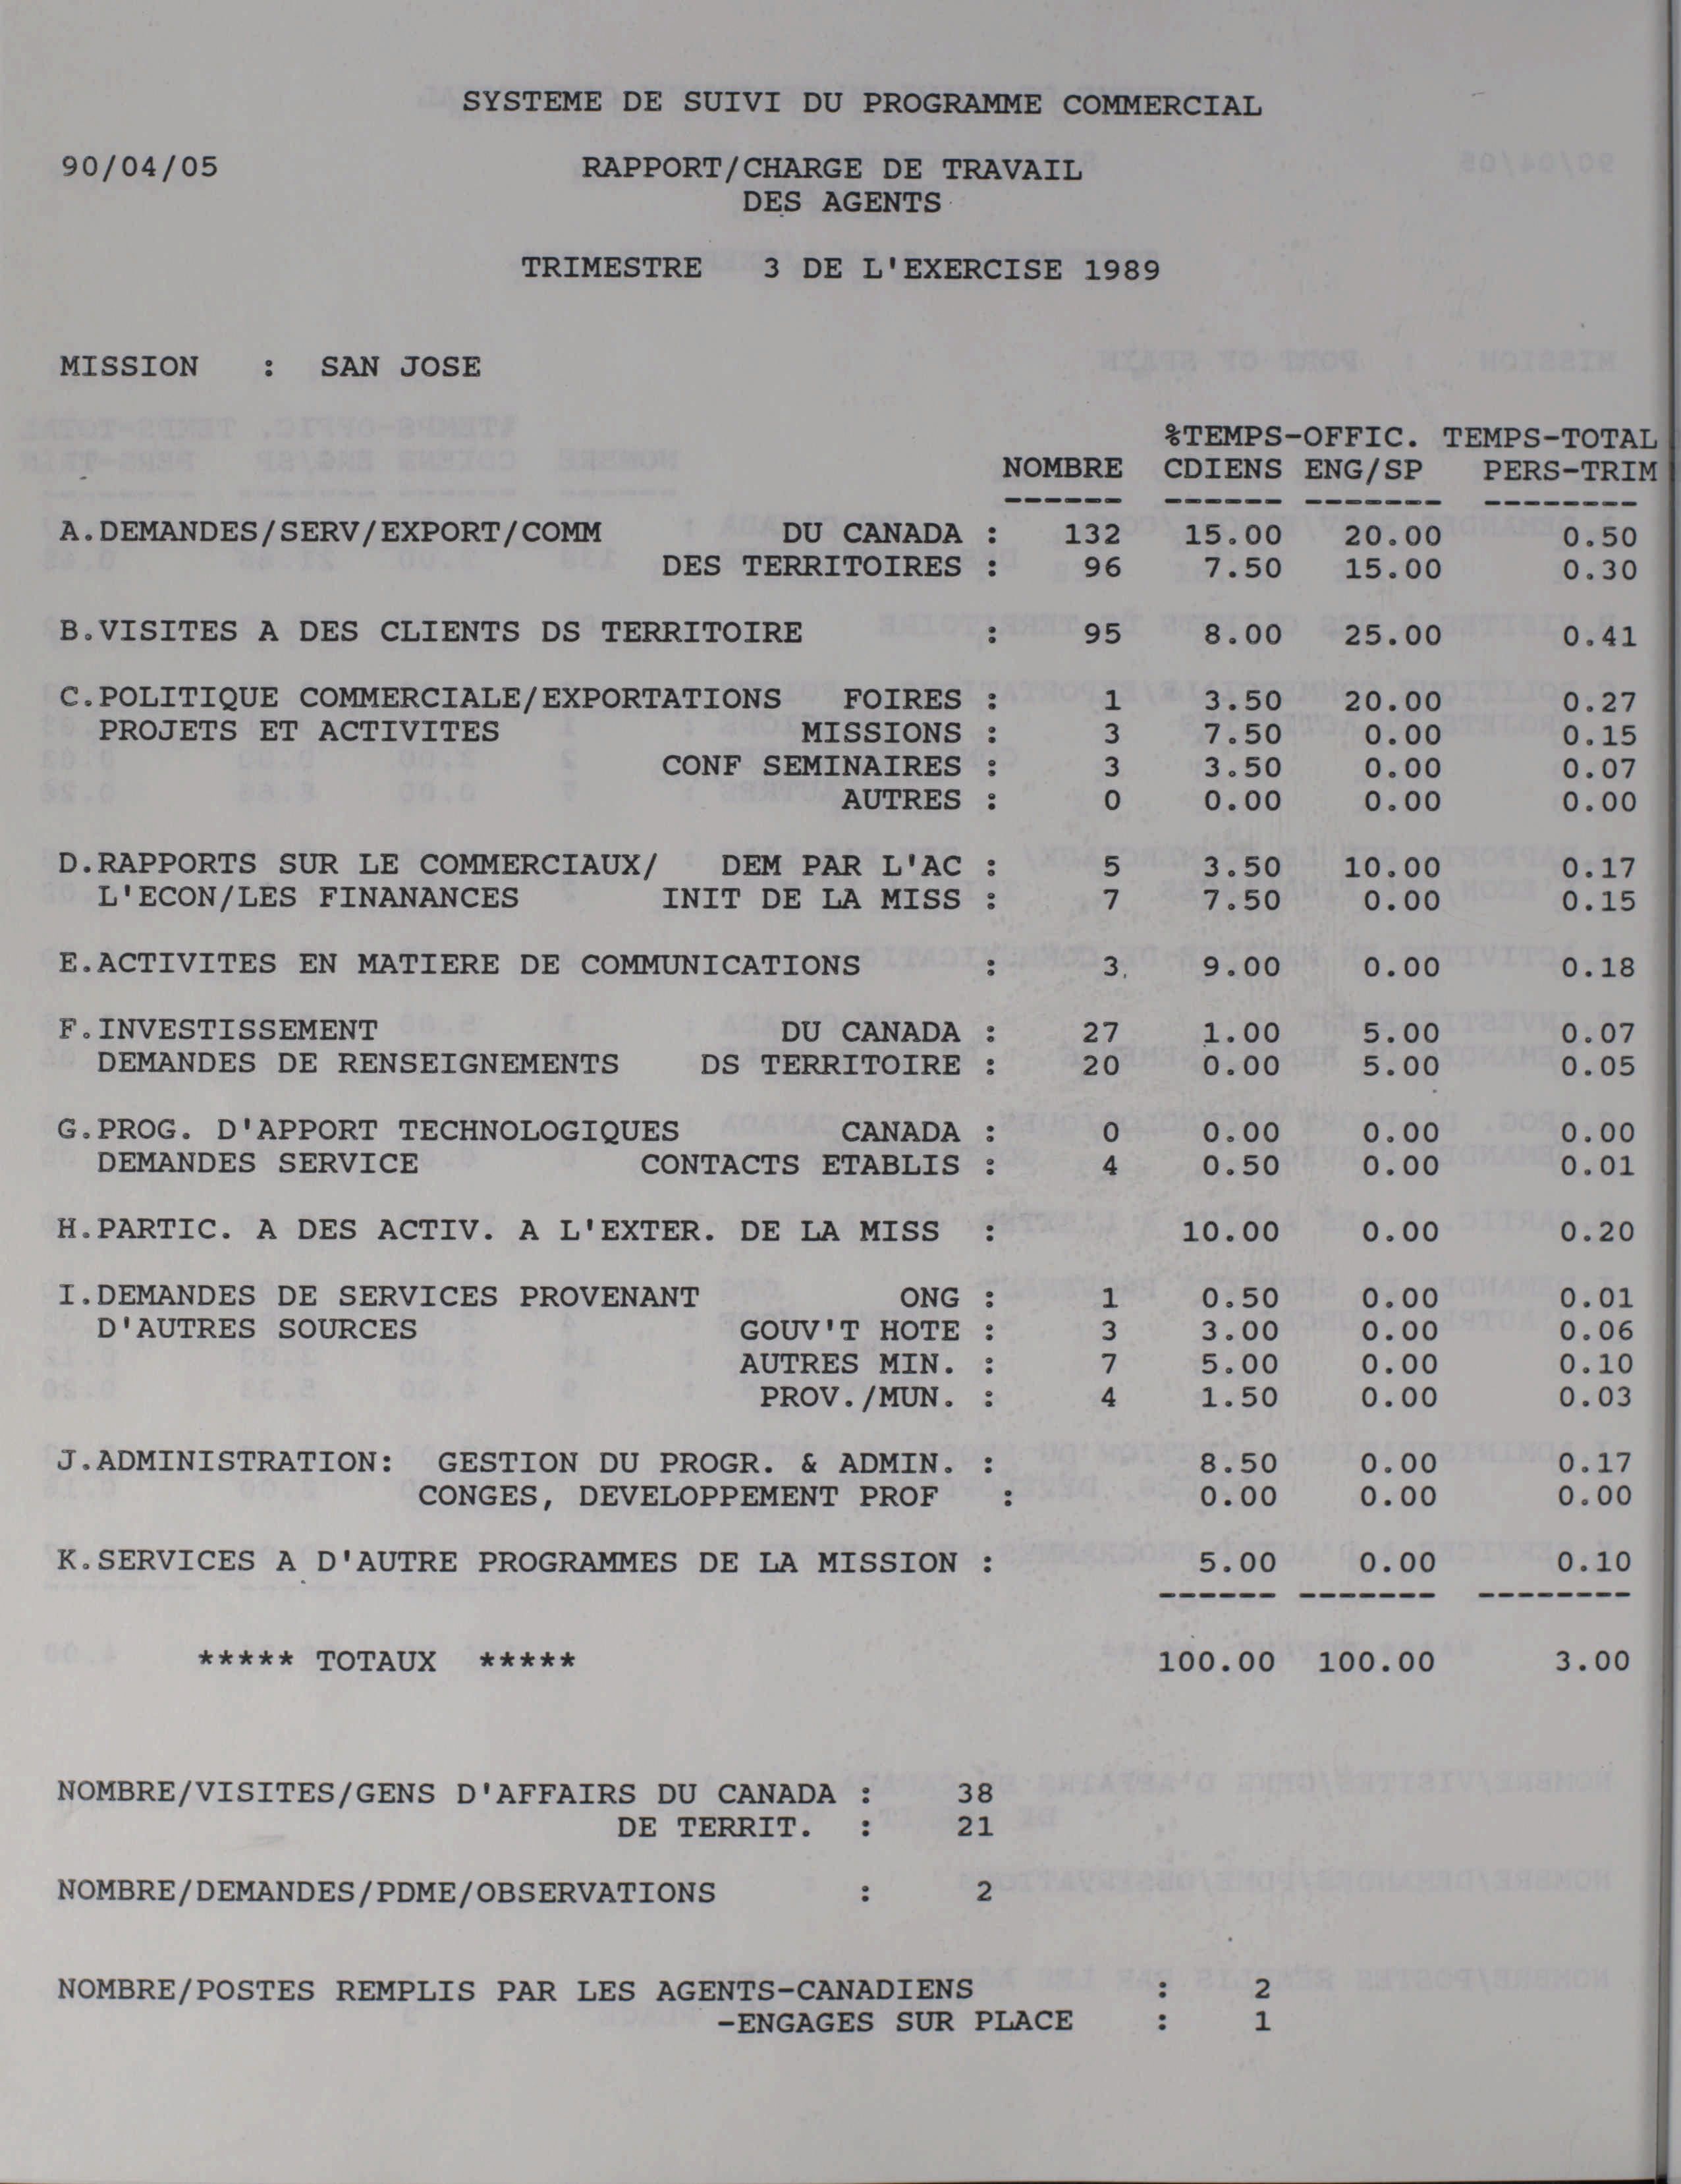 SYSTEME DE SUIVI DU PROGRAMME COMMERCIAL
90/04/05 RAPPORT/CHARGE DE TRAVAIL
DES AGENTS
TRIMESTRE 3 DE L'EXERCISE 1989
MISSION : SAN JOSE
%TEMPS-OFFIC. TEMPS-TOTAL
NOMBRE CDIENS ENG/SP PERS-TRIM
------ ------ ------- --------
A.DEMANDES/SERV/EXPORT/COMM DU CANADA : 132 15.00 20.00 0.50
DES TERRITOIRES : 96 7.50 15.00 0.30
B.VISITES A DES CLIENTS DS TERRITOIRE : 95 8.00 25.00 0.41
C.POLITIQUE COMMERCIALE/EXPORTATIONS FOIRES : 1 3.50 20.00 0.27
PROJETS ET ACTIVITES MISSIONS : 3 7.50 0.00 0.15
CONF SEMINAIRES : 3 3.50 0.00 0.07
AUTRES : 0 0.00 0.00 0.00
D.RAPPORTS SUR LE COMMERCIAUX/ DEM PAR L'AC : 5 3.50 10.00 0.17
L'ECON/LES FINANANCES INIT DE LA MISS : 7 7.50 0.00 0.15
E.ACTIVITES EN MATIERE DE COMMUNICATIONS : 3 9.00 0.00 0.18
F.INVESTISSEMENT DU CANADA : 27 1.00 5.00 0.07
DEMANDES DE RENSEIGNEMENTS DS TERRITOIRE : 20 0.00 5.00 0.05
G.PROG. D'APPORT TECHNOLOGIQUES CANADA : 0 0.00 0.00 0.00
DEMANDES SERVICE CONTACTS ETABLIS : 4 0.50 0.00 0.01
H.PARTIC. A DES ACTIV. A L'EXTER. DE LA MISS : 10.00 0.00 0.20
I.DEMANDES DE SERVICES PROVENANT ONG : 1 0.50 0.00 0.01
D'AUTRES SOURCES GOUV'T HOTE : 3 3.00 0.00 0.06
AUTRES MIN. : 7 5.00 0.00 0.10
PROV./MUN. : 4 1.50 0.00 0.03
J.ADMINISTRATION: GESTION DU PROGR. & ADMIN. : 8.50 0.00 0.17
CONGES, DEVELOPPEMENT PROF : 0.00 0.00 0.00
K.SERVICES A D'AUTRE PROGRAMMES DE LA MISSION : 5.00 0.00 0.10
------ ------- --------
***** TOTAUX ***** 100.00 100.00 3.00
NOMBRE/VISITES/GENS D'AFFAIRS DU CANADA : 38
DE TERRIT. : 21
NOMBRE/DEMANDES/PDME/OBSERVATIONS : 2
NOMBRE/POSTES REMPLIS PAR LES AGENTS-CANADIENS : 2
-ENGAGES SUR PLACE : 1